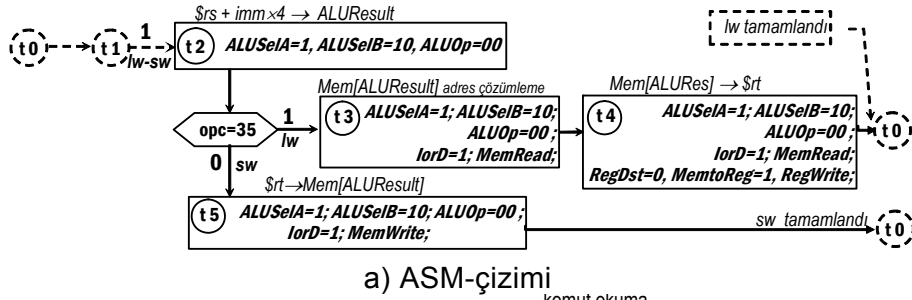 $rs + imm×4 → ALUResult
t0
t1
1
lw-sw
t2
ALUSelA=1, ALUSelB=10, ALUOp=00
lw tamamlandı
opc=35
1
lw
0 sw
Mem[ALUResult] adres çözümleme
t3
ALUSelA=1; ALUSelB=10;
ALUOp=00 ;
IorD=1; MemRead;
Mem[ALURes] → $rt
t4
ALUSelA=1; ALUSelB=10;
ALUOp=00 ;
IorD=1; MemRead;
RegDst=0, MemtoReg=1, RegWrite;
t0
$rt→Mem[ALUResult]
t5
ALUSelA=1; ALUSelB=10; ALUOp=00 ;
IorD=1; MemWrite;
sw tamamlandı
t0
a) ASM-çizimi
komut okuma